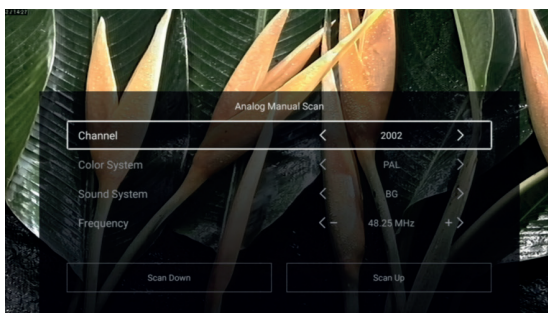 Analog Manual Scan
Channel < 2002 >
Color System < PAL >
Sound System < BG >
Frequency < − 48.25 MHz + >
Scan Down Scan Up